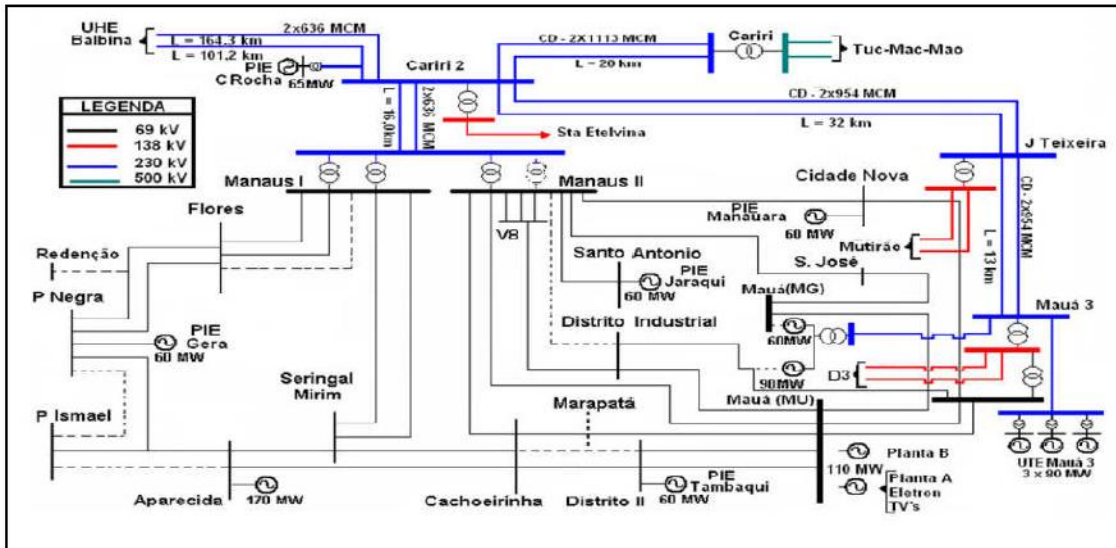 UHE
Balbina
2x636 MCM
L = 164,3 km
L = 101,2 km
PIE
C Rocha
65MW
Cariri 2
CD - 2X1113 MCM
L = 20 km
Cariri
Tuc-Mac-Mao
CD - 2x954 MCM
L = 32 km
LEGENDA
69 kV
138 kV
230 kV
500 kV
L = 16,0km
2x636 MCM
Sta Etelvina
J Teixeira
Manaus I
Manaus II
Cidade Nova
PIE
Manauara
60 MW
CD - 2x954 MCM
L = 13 km
Flores
V8
Mutirão
Redenção
Santo Antonio
PIE
Jaraqui
60 MW
S. José
P Negra
Mauá(MG)
60MW
Mauá 3
PIE
Gera
60 MW
Distrito Industrial
90MW
D3
Seringal
Mirim
Marapatá
Mauá (MU)
P Ismael
Planta B
110 MW
UTE Mauá 3
3 x 90 MW
Aparecida
170 MW
Cachoeirinha
Distrito II
PIE
Tambaqui
60 MW
Planta A
Eletron
TV's